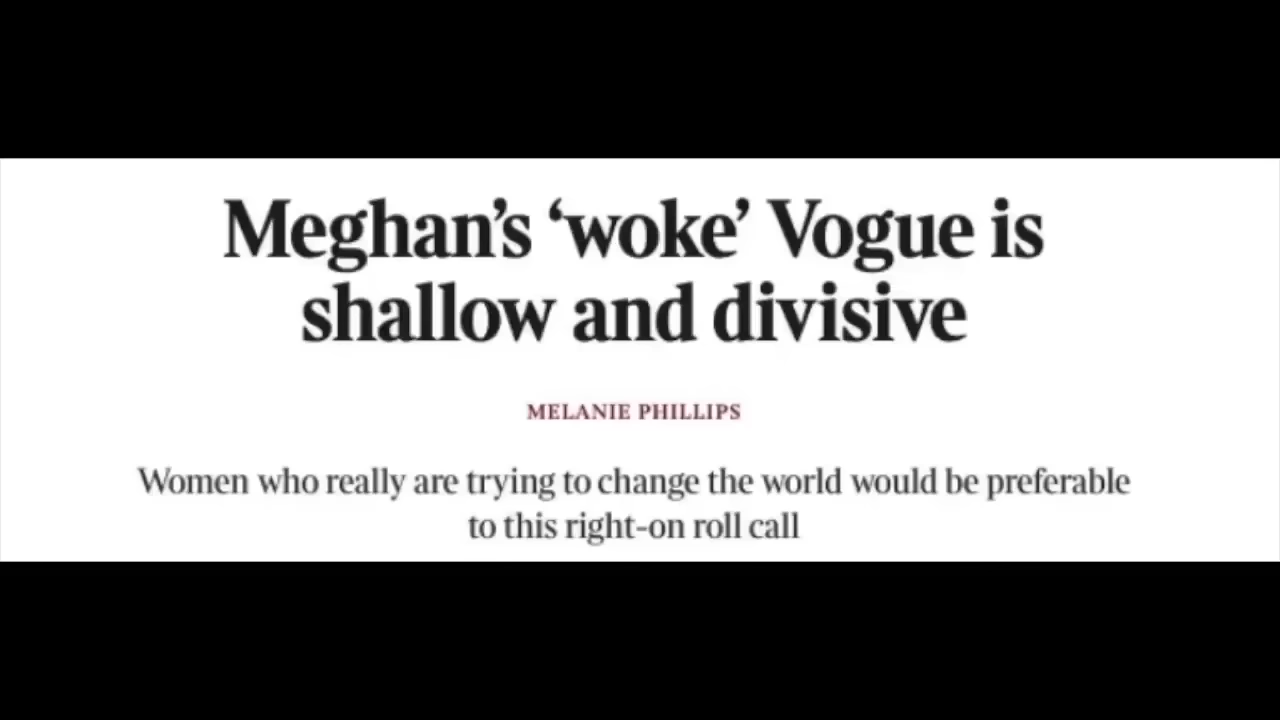 Meghan’s ‘woke’ Vogue is
shallow and divisive
MELANIE PHILLIPS
Women who really are trying to change the world would be preferable
to this right-on roll call